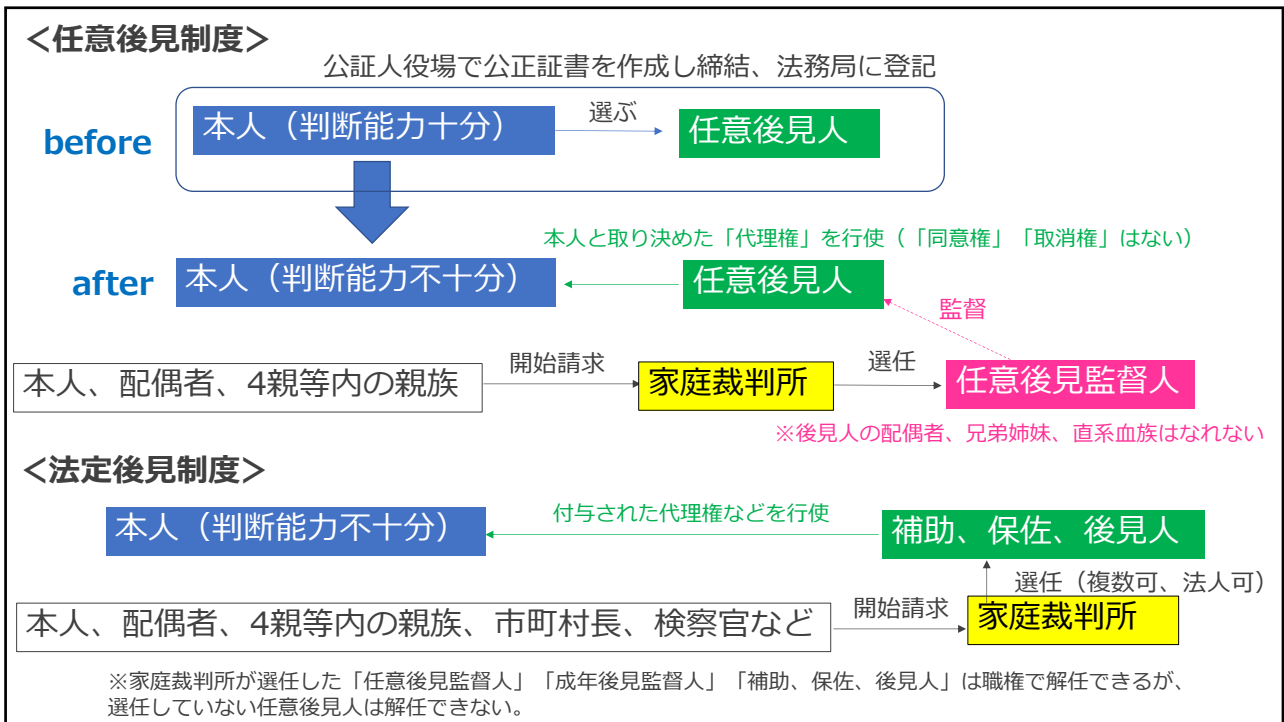 ＜任意後見制度＞
公証人役場で公正証書を作成し締結、法務局に登記
before
本人（判断能力十分）
選ぶ
任意後見人
本人と取り決めた「代理権」を行使（「同意権」「取消権」はない）
after
本人（判断能力不十分）
任意後見人
監督
本人、配偶者、4親等内の親族
開始請求
家庭裁判所
選任
任意後見監督人
※後見人の配偶者、兄弟姉妹、直系血族はなれない
＜法定後見制度＞
本人（判断能力不十分）
付与された代理権などを行使
補助、保佐、後見人
選任（複数可、法人可）
本人、配偶者、4親等内の親族、市町村長、検察官など
開始請求
家庭裁判所
※家庭裁判所が選任した「任意後見監督人」「成年後見監督人」「補助、保佐、後見人」は職権で解任できるが、
選任していない任意後見人は解任できない。